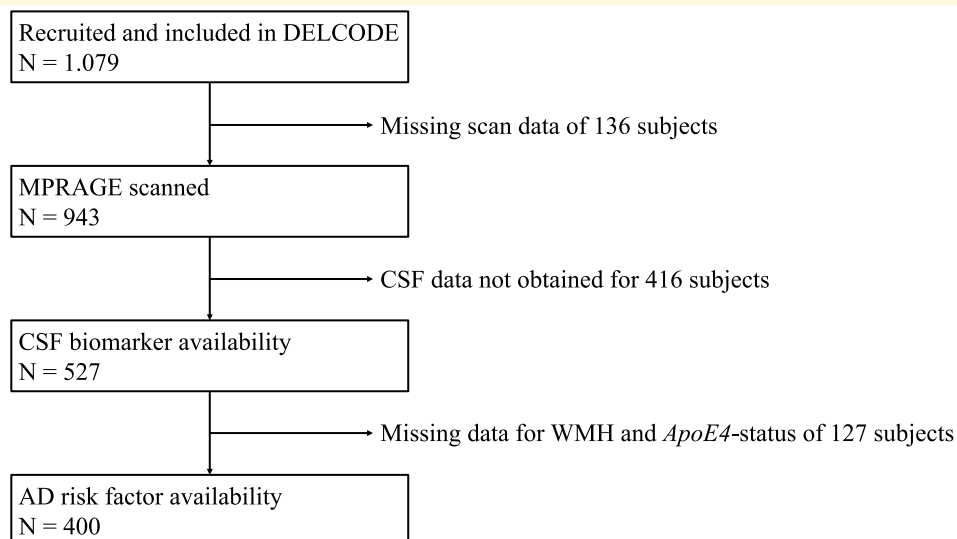 Recruited and included in DELCODE
N = 1.079
Missing scan data of 136 subjects
MPRAGE scanned
N = 943
CSF data not obtained for 416 subjects
CSF biomarker availability
N = 527
Missing data for WMH and ApoE4-status of 127 subjects
AD risk factor availability
N = 400